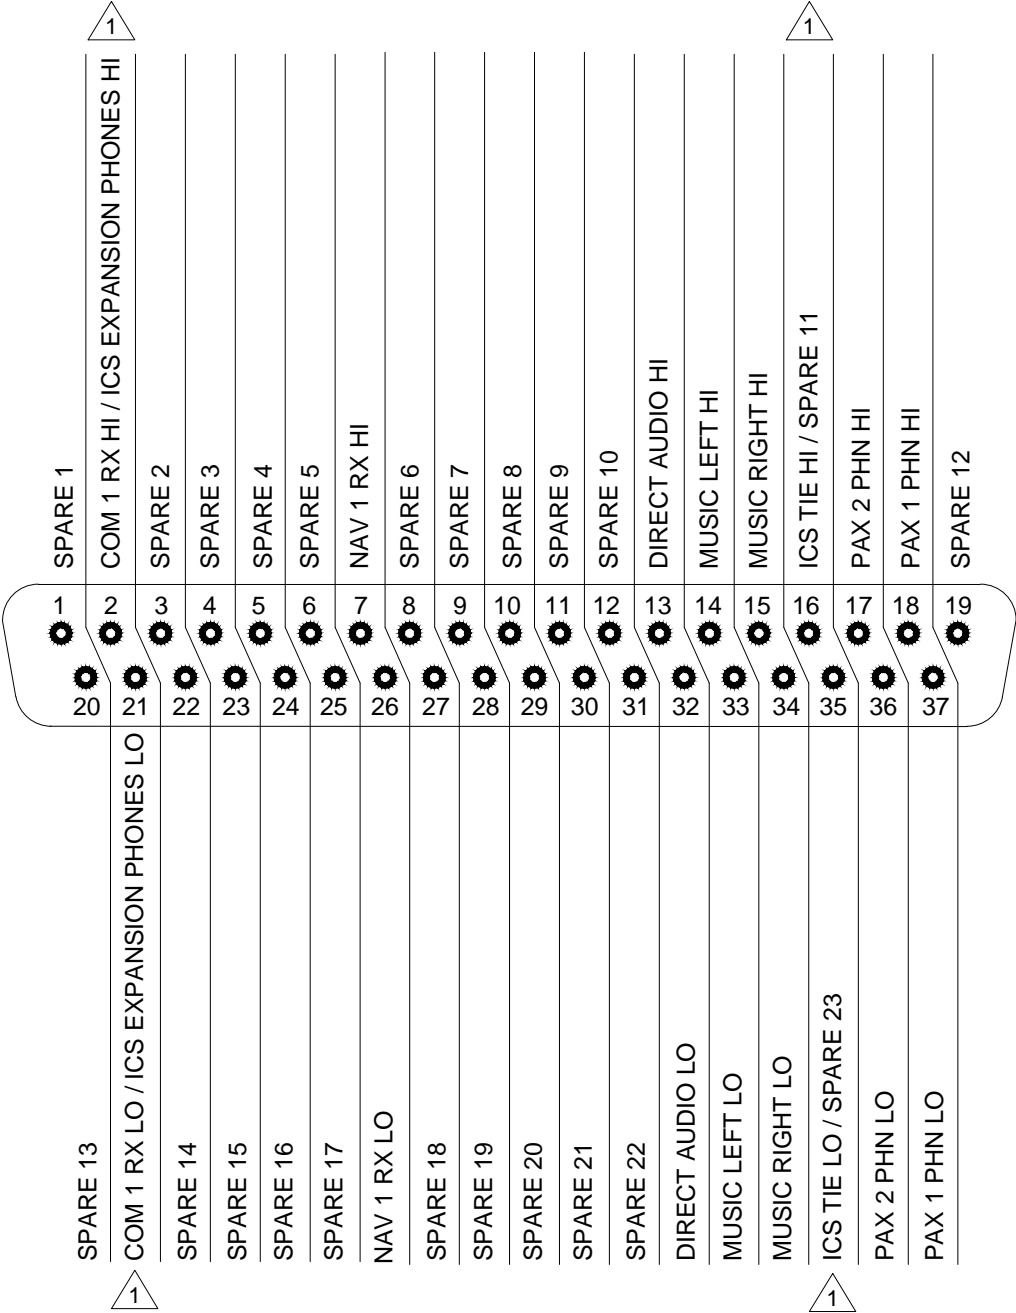 1
1
SPARE 1
COM 1 RX HI / ICS EXPANSION PHONES HI
SPARE 2
SPARE 3
SPARE 4
SPARE 5
NAV 1 RX HI
SPARE 6
SPARE 7
SPARE 8
SPARE 9
SPARE 10
DIRECT AUDIO HI
MUSIC LEFT HI
MUSIC RIGHT HI
ICS TIE HI / SPARE 11
PAX 2 PHN HI
PAX 1 PHN HI
SPARE 12
1 2 3 4 5 6 7 8 9 10 11 12 13 14 15 16 17 18 19
20 21 22 23 24 25 26 27 28 29 30 31 32 33 34 35 36 37
SPARE 13
COM 1 RX LO / ICS EXPANSION PHONES LO
SPARE 14
SPARE 15
SPARE 16
SPARE 17
NAV 1 RX LO
SPARE 18
SPARE 19
SPARE 20
SPARE 21
SPARE 22
DIRECT AUDIO LO
MUSIC LEFT LO
MUSIC RIGHT LO
ICS TIE LO / SPARE 23
PAX 2 PHN LO
PAX 1 PHN LO
1
1